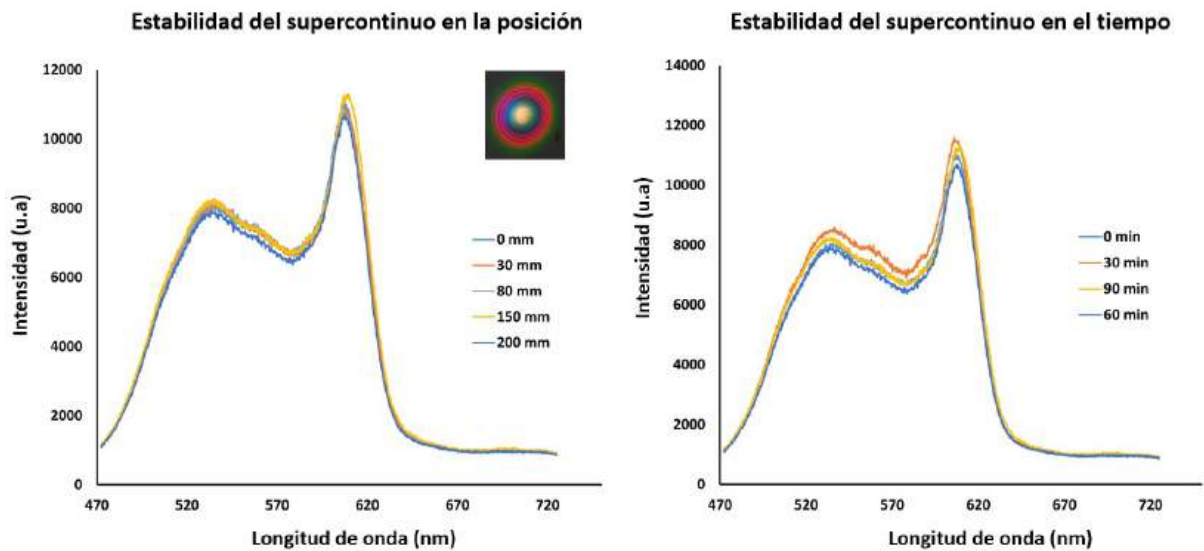 Estabilidad del supercontinuo en la posición
12000
10000
8000
6000
4000
2000
0
Intensidad (u.a)
470
520
570
620
670
720
Longitud de onda (nm)
0 mm
30 mm
80 mm
150 mm
200 mm
Estabilidad del supercontinuo en el tiempo
14000
12000
10000
8000
6000
4000
2000
0
Intensidad (u.a)
470
520
570
620
670
720
Longitud de onda (nm)
0 min
30 min
90 min
60 min